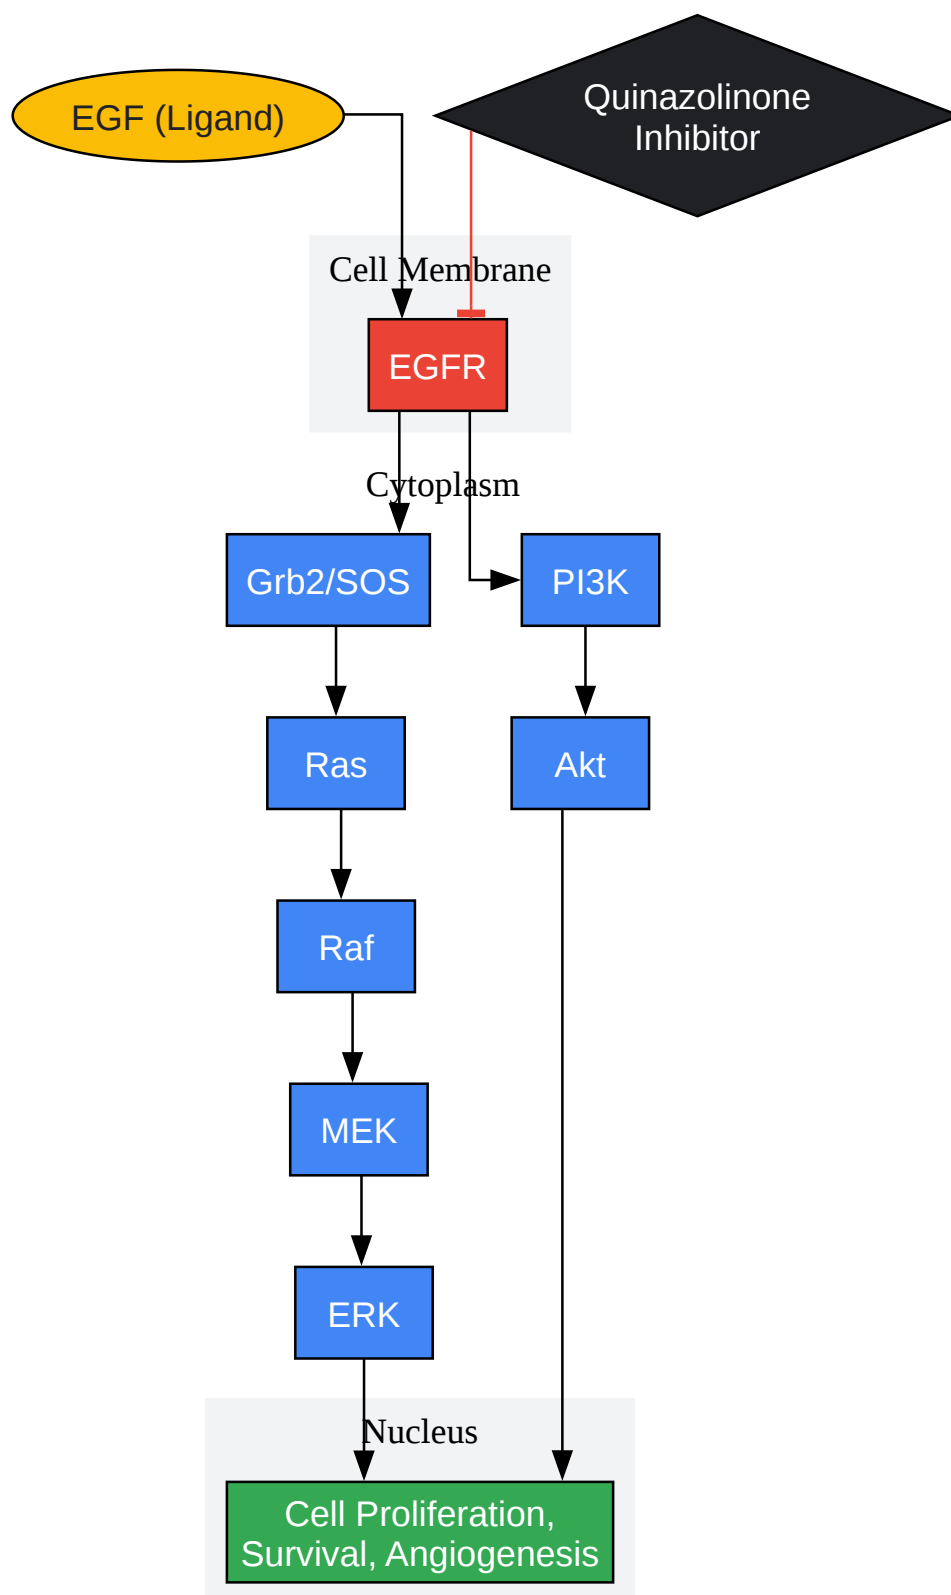 EGF (Ligand)
Quinazolinone
Inhibitor
Cell Membrane
EGFR
Cytoplasm
Grb2/SOS
PI3K
Ras
Akt
Raf
MEK
ERK
Nucleus
Cell Proliferation,
Survival, Angiogenesis